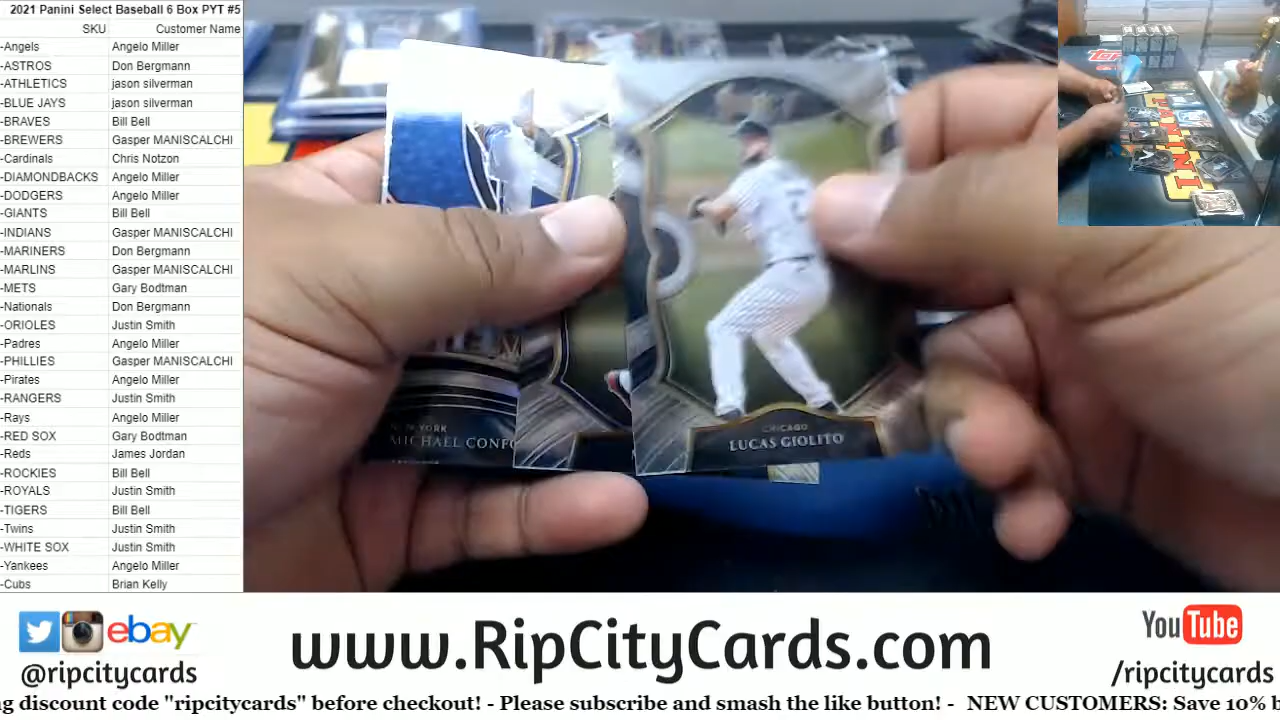 2021 Panini Select Baseball 6 Box PYT #5
SKU Customer Name
-Angels Angelo Miller
-ASTROS Don Bergmann
-ATHLETICS jason silverman
-BLUE JAYS jason silverman
-BRAVES Bill Bell
-BREWERS Gasper MANISCALCHI
-Cardinals Chris Notzon
-DIAMONDBACKS Angelo Miller
-DODGERS Angelo Miller
-GIANTS Bill Bell
-INDIANS Gasper MANISCALCHI
-MARINERS Don Bergmann
-MARLINS Gasper MANISCALCHI
-METS Gary Bodtman
-Nationals Don Bergmann
-ORIOLES Justin Smith
-Padres Angelo Miller
-PHILLIES Gasper MANISCALCHI
-Pirates Angelo Miller
-RANGERS Justin Smith
-Rays Angelo Miller
-RED SOX Gary Bodtman
-Reds James Jordan
-ROCKIES Bill Bell
-ROYALS Justin Smith
-TIGERS Bill Bell
-Twins Justin Smith
-WHITE SOX Justin Smith
-Yankees Angelo Miller
-Cubs Brian Kelly
NEW YORK
MICHAEL CONFO
CHICAGO
LUCAS GIOLITO
PANINI
ebay
@ripcitycards
www.RipCityCards.com
YouTube
/ripcitycards
g discount code "ripcitycards" before checkout! - Please subscribe and smash the like button! - NEW CUSTOMERS: Save 10% b